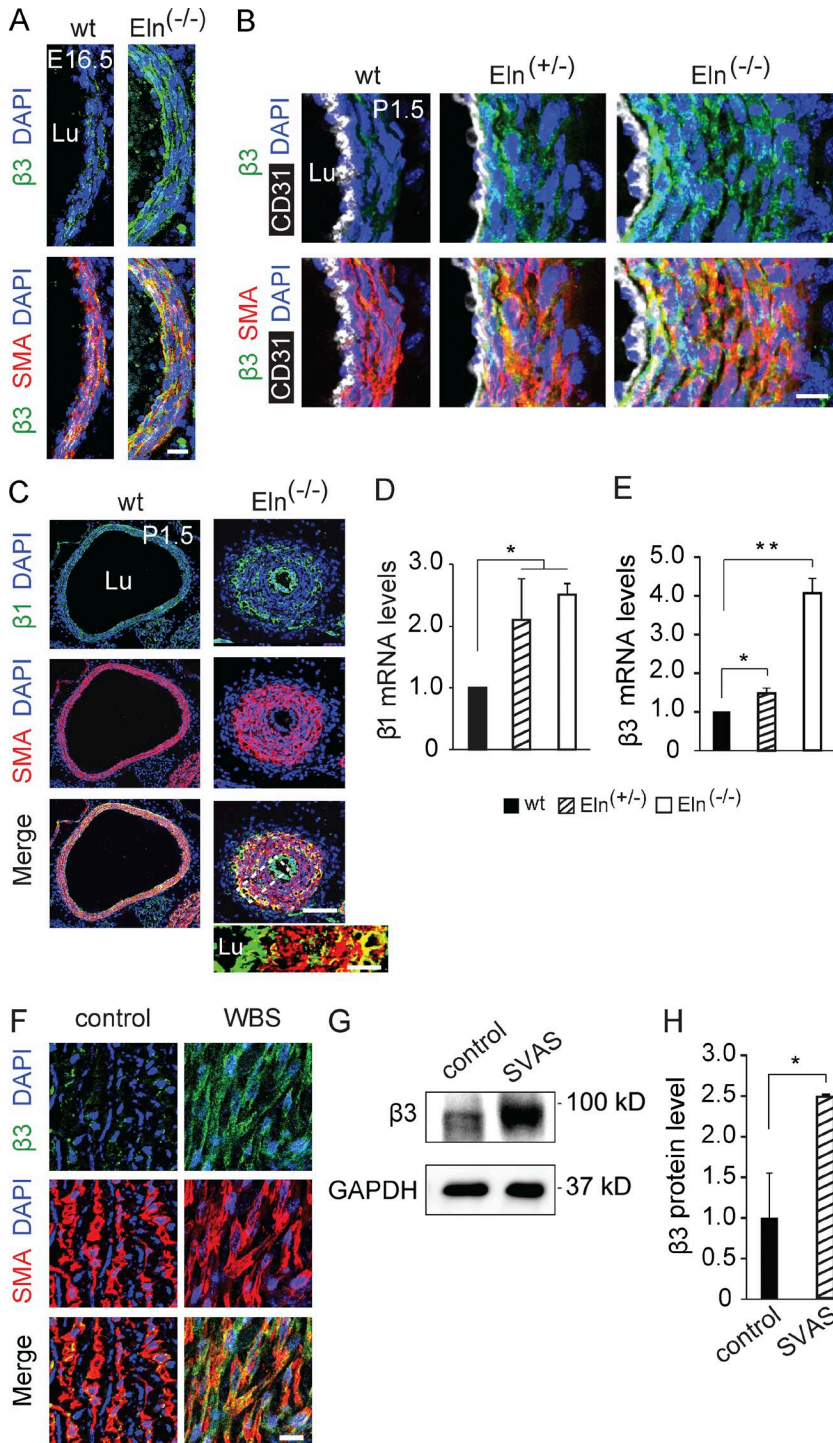 A
wt Eln(-/-)
E16.5
Lu
β3 DAPI
β3 SMA DAPI
B
wt Eln(+/-) Eln(-/-)
P1.5
Lu
β3 DAPI
CD31
β3 SMA
CD31 DAPI
C
wt Eln(-/-)
P1.5
Lu
β1 DAPI
SMA DAPI
Merge
Lu
D
β1 mRNA levels
3.0
2.0
1.0
0
*
E
β3 mRNA levels
5.0
4.0
3.0
2.0
1.0
0
**
*
wt Eln(+/-) Eln(-/-)
F
control WBS
β3 DAPI
SMA DAPI
Merge
G
control SVAS
β3
- 100 kD
GAPDH
- 37 kD
H
β3 protein level
3.0
2.5
2.0
1.5
1.0
0.5
0
*
control SVAS